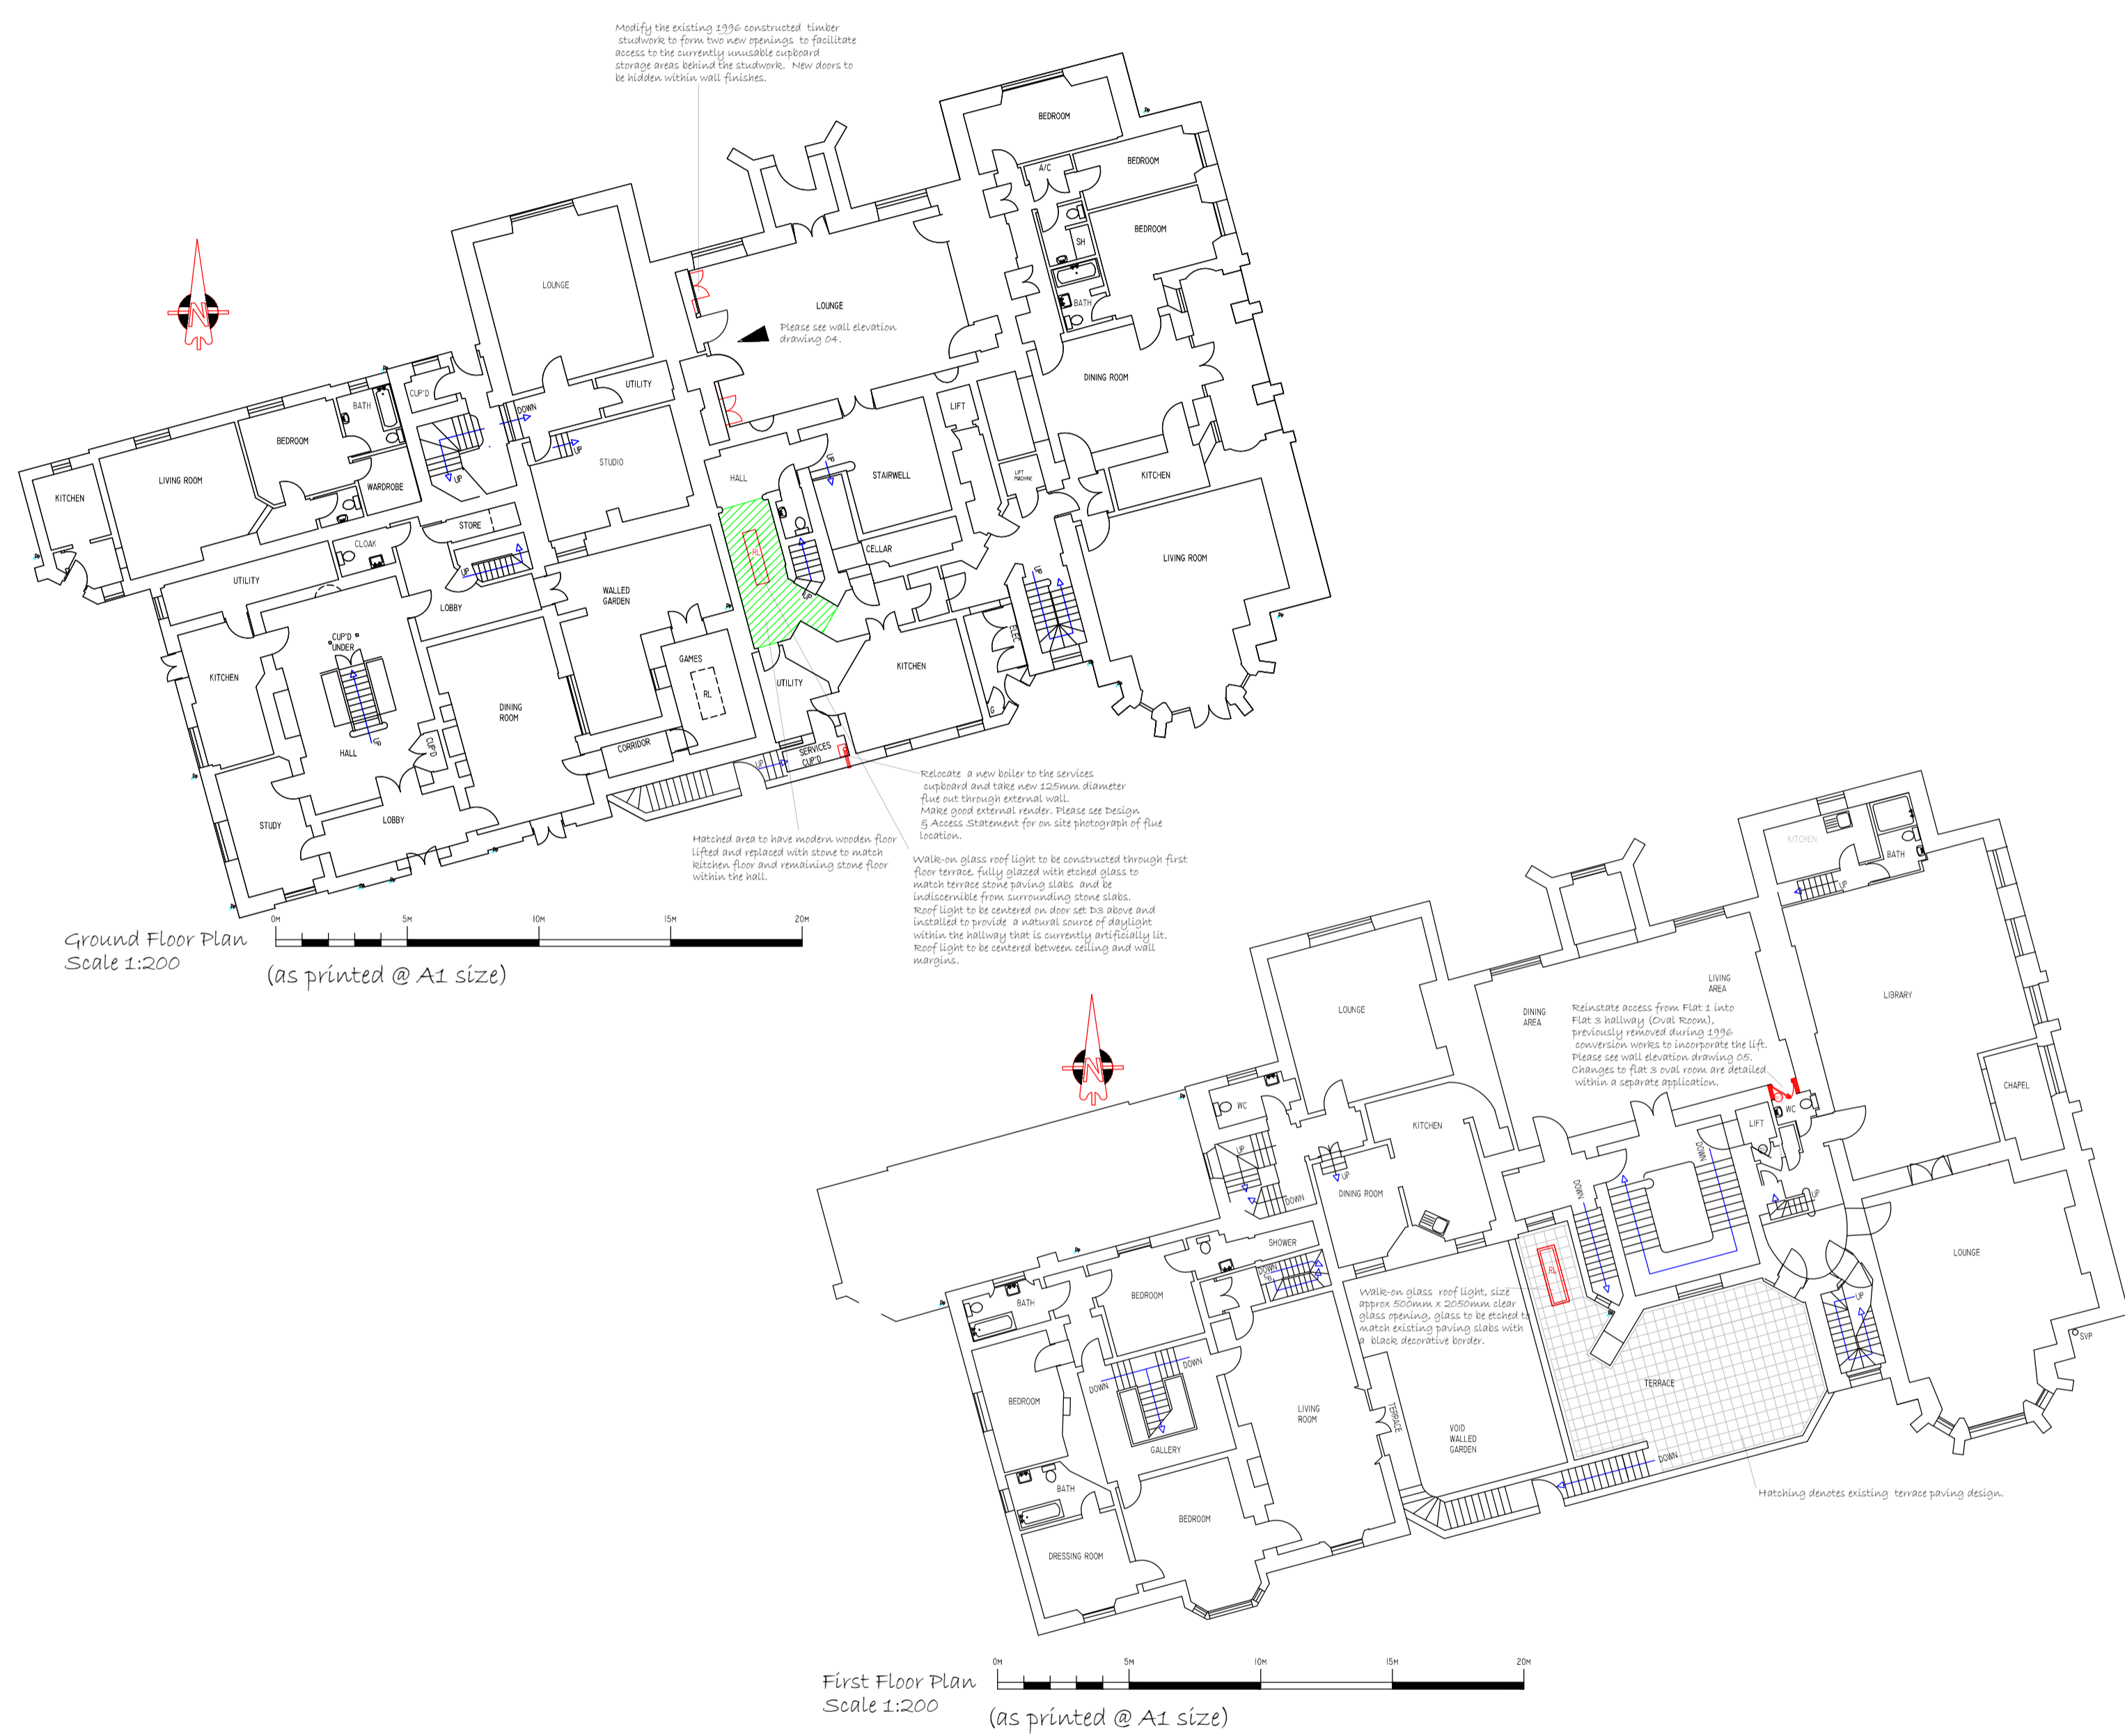 Modify the existing 1996 constructed timber
studwork to form two new openings to facilitate
access to the currently unusable cupboard
storage areas behind the studwork. New doors to
be hidden within wall finishes.
BEDROOM
A/C
BEDROOM
BEDROOM
SH
BATH
LOUNGE
LOUNGE
Please see wall elevation
drawing 04.
N
DINING ROOM
UTILITY
CUP'D
BATH
DOWN
LIFT
BEDROOM
UP
STUDIO
UP
UP
HALL
STAIRWELL
LIFT
MACHINE
KITCHEN
LIVING ROOM
WARDROBE
KITCHEN
STORE
CLOAK
RL
CELLAR
LIVING ROOM
UTILITY
UP
UP
UP
WALLED
GARDEN
LOBBY
ELEC
CUP'D
UNDER
GAMES
KITCHEN
KITCHEN
UTILITY
RL
DINING
ROOM
G
UP
HALL
CUP'D
CORRIDOR
SERVICES
CUP'D
UP
STUDY
LOBBY
Relocate a new boiler to the services
cupboard and take new 125mm diameter
flue out through external wall.
Make good external render. Please see Design
& Access Statement for on site photograph of flue
location.
Hatched area to have modern wooden floor
lifted and replaced with stone to match
kitchen floor and remaining stone floor
within the hall.
Walk-on glass roof light to be constructed through first
floor terrace, fully glazed with etched glass to
match terrace stone paving slabs and be
indiscernible from surrounding stone slabs.
Roof light to be centered on door set D3 above and
installed to provide a natural source of daylight
within the hallway that is currently artificially lit.
Roof light to be centered between ceiling and wall
margins.
0M 5M 10M 15M 20M
Ground Floor Plan
Scale 1:200
(as printed @ A1 size)
KITCHEN
BATH
UP
LIVING
AREA
LIBRARY
LOUNGE
DINING
AREA
Reinstate access from Flat 1 into
Flat 3 hallway (Oval Room),
previously removed during 1996
conversion works to incorporate the lift.
Please see wall elevation drawing 05.
Changes to flat 3 oval room are detailed
within a separate application.
N
CHAPEL
WC
WC
LIFT
KITCHEN
UP
DOWN
UP
DINING ROOM
DOWN
DOWN
UP
SHOWER
LOUNGE
DOWN
UP
RL
BEDROOM
BATH
Walk-on glass roof light, size
approx 500mm x 2050mm clear
glass opening, glass to be etched to
match existing paving slabs with
a black decorative border.
UP
SVP
DOWN
DOWN
TERRACE
BEDROOM
LIVING
ROOM
TERRACE
VOID
WALLED
GARDEN
GALLERY
DOWN
BATH
Hatching denotes existing terrace paving design.
BEDROOM
DRESSING ROOM
0M 5M 10M 15M 20M
First Floor Plan
Scale 1:200
(as printed @ A1 size)